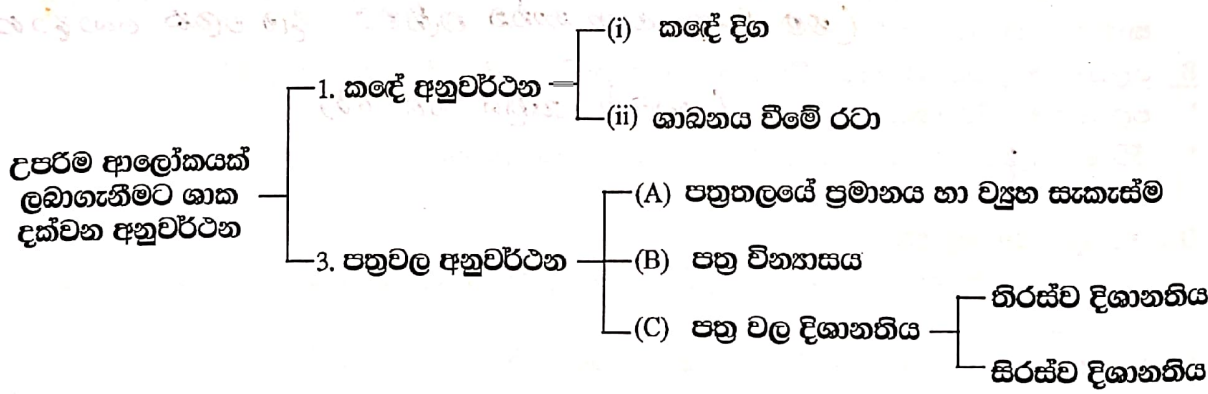 (i) කඳේ දිග
1. කඳේ අනුවර්ථන
(ii) ශාඛනය වීමේ රටා
උපරිම ආලෝකයක්
ලබාගැනීමට ශාක
දක්වන අනුවර්ථන
(A) පත්‍රතලයේ ප්‍රමානය හා ව්‍යුහ සැකැස්ම
3. පත්‍රවල අනුවර්ථන
(B) පත්‍ර වින්‍යාසය
(C) පත්‍ර වල දිශානතිය
තිරස්ව දිශානතිය
සිරස්ව දිශානතිය